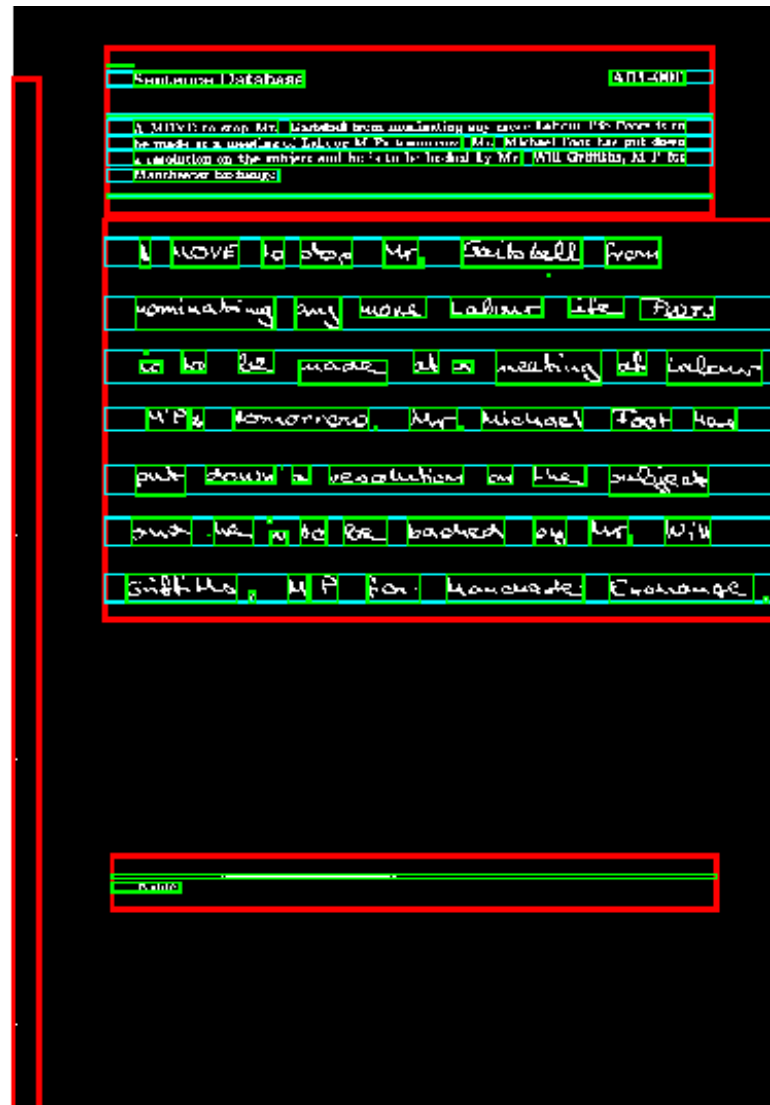 Sentence Database A01-000
A MOVE to stop Mr. Gaitskell from nominating any more Labour Life Peers is to
be made at a meeting of Labour M Ps tomorrow. Mr. Michael Foot has put down
a resolution on the subject and he is to be backed by Mr. Will Griffiths, M P for
Manchester Exchange.
A MOVE to stop Mr. Gaitskell from
nominating any more Labour Life Peers
is to be made at a meeting of Labour
M Ps tomorrow. Mr. Michael Foot has
put down a resolution on the subject
and he is to be backed by Mr. Will
Griffiths, M P for Manchester Exchange.
Name